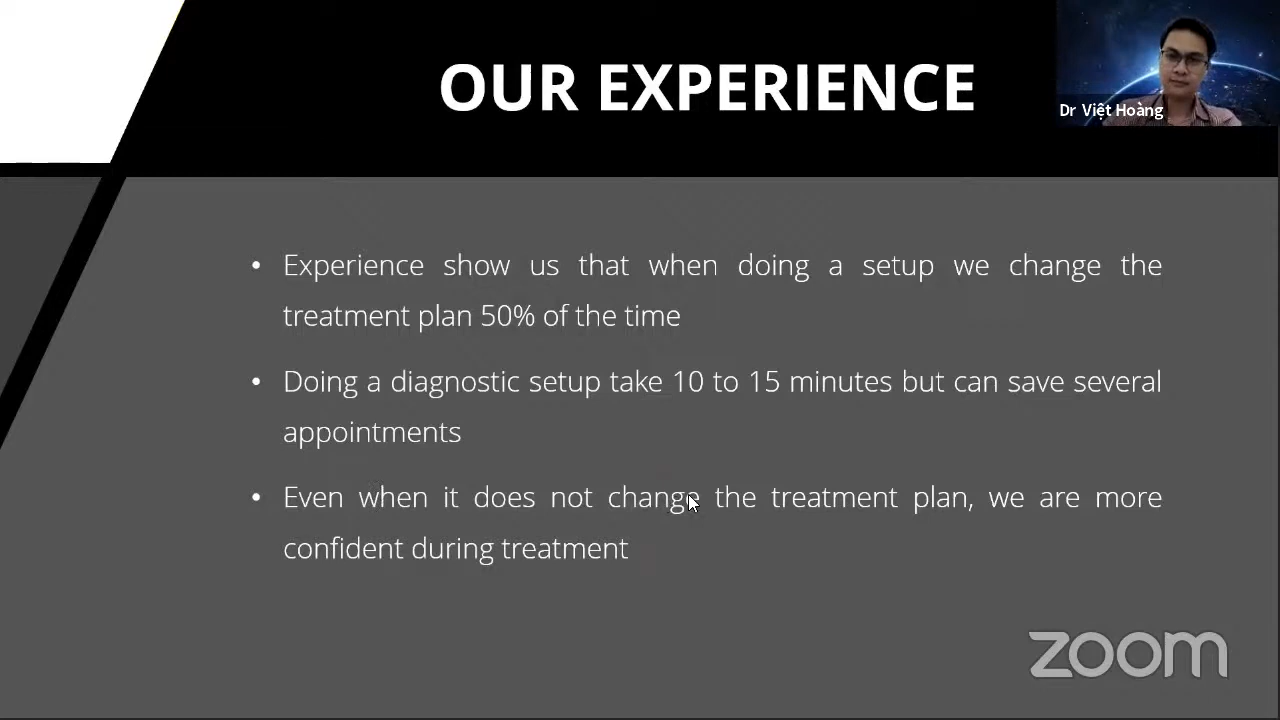 OUR EXPERIENCE
Dr Việt Hoàng
• Experience show us that when doing a setup we change the
treatment plan 50% of the time
• Doing a diagnostic setup take 10 to 15 minutes but can save several
appointments
• Even when it does not change the treatment plan, we are more
confident during treatment
zoom